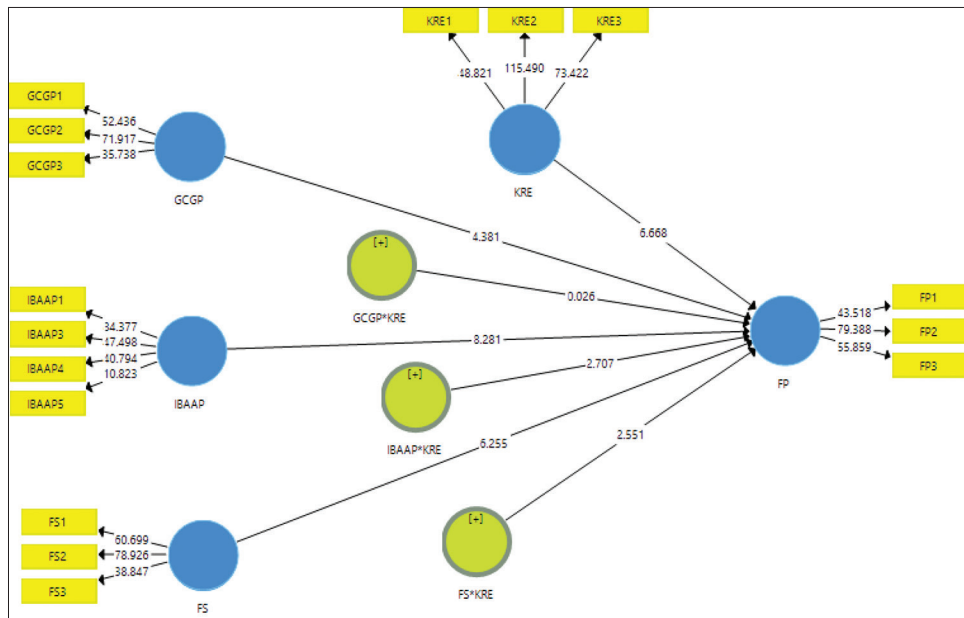 KRE1
KRE2
KRE3
48.821
115.490
73.422
KRE
GCGP1
GCGP2
GCGP3
52.436
71.917
35.738
GCGP
4.381
6.668
[+]
GCGP*KRE
0.026
IBAAP1
IBAAP3
IBAAP4
IBAAP5
34.377
47.498
40.794
10.823
IBAAP
8.281
[+]
IBAAP*KRE
2.707
FP1
FP2
FP3
43.518
79.388
55.859
FP
FS1
FS2
FS3
60.699
78.926
38.847
FS
6.255
[+]
FS*KRE
2.551